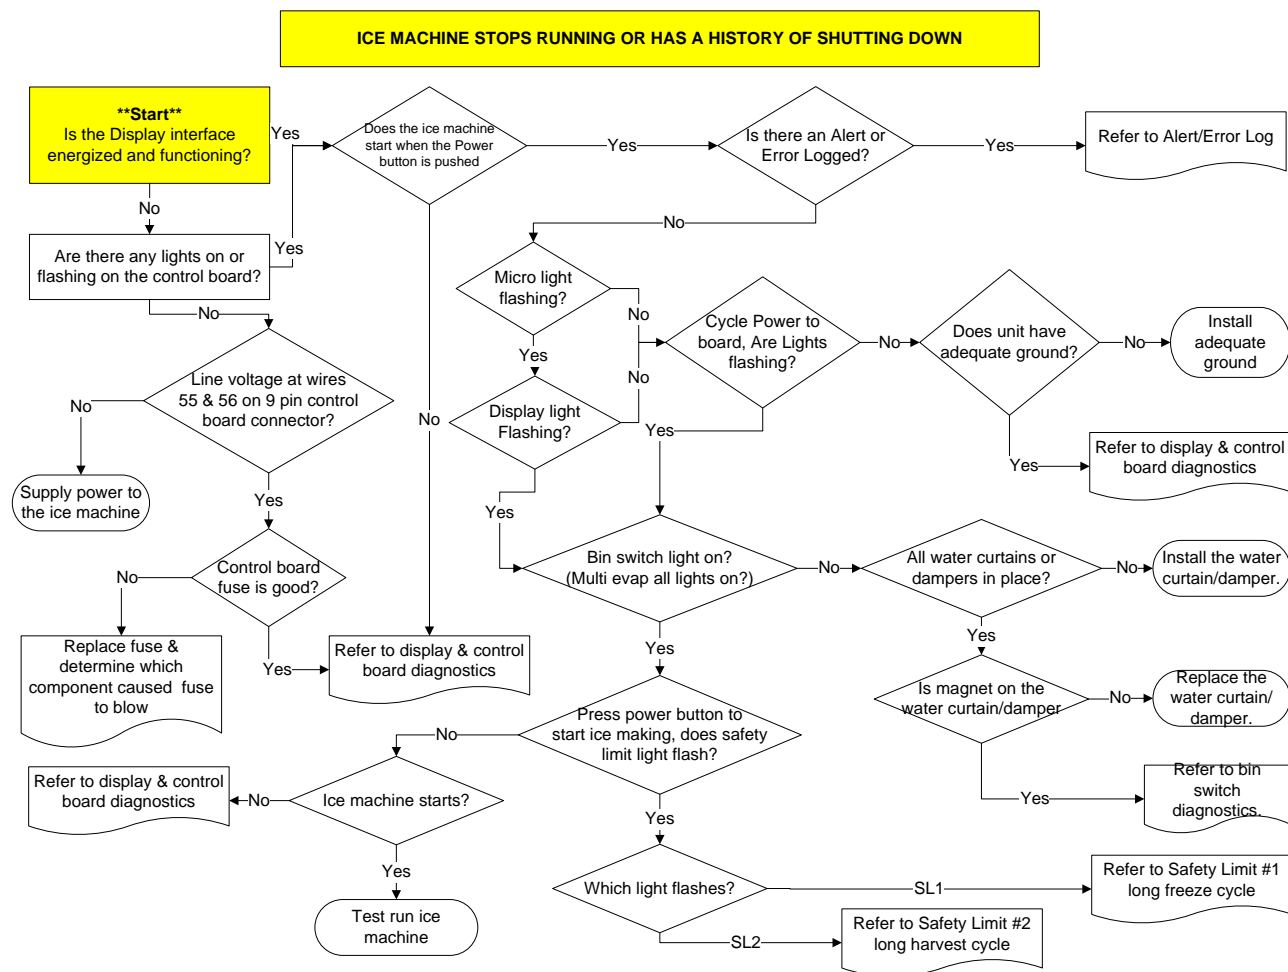 ICE MACHINE STOPS RUNNING OR HAS A HISTORY OF SHUTTING DOWN
**Start**
Is the Display interface
energized and functioning?
Yes
Does the ice machine
start when the Power
button is pushed
Yes
Is there an Alert or
Error Logged?
Yes
Refer to Alert/Error Log
No
Are there any lights on or
flashing on the control board?
Yes
No
No
Micro light
flashing?
No
Yes
Cycle Power to
board, Are Lights
flashing?
No
Does unit have
adequate ground?
No
Install
adequate
ground
Line voltage at wires
55 & 56 on 9 pin control
board connector?
No
Supply power to
the ice machine
Yes
No
Display light
Flashing?
No
Yes
Yes
Yes
Refer to display & control
board diagnostics
Control board
fuse is good?
No
Replace fuse &
determine which
component caused  fuse
to blow
Yes
Refer to display & control
board diagnostics
Bin switch light on?
(Multi evap all lights on?)
No
All water curtains or
dampers in place?
No
Install the water
curtain/damper.
Yes
Yes
Is magnet on the
water curtain/damper
No
Replace the
water curtain/
damper.
Press power button to
start ice making, does safety
limit light flash?
No
Yes
Refer to bin
switch
diagnostics.
Refer to display & control
board diagnostics
No
Ice machine starts?
Yes
Yes
Test run ice
machine
Which light flashes?
SL1
Refer to Safety Limit #1
long freeze cycle
SL2
Refer to Safety Limit #2
long harvest cycle